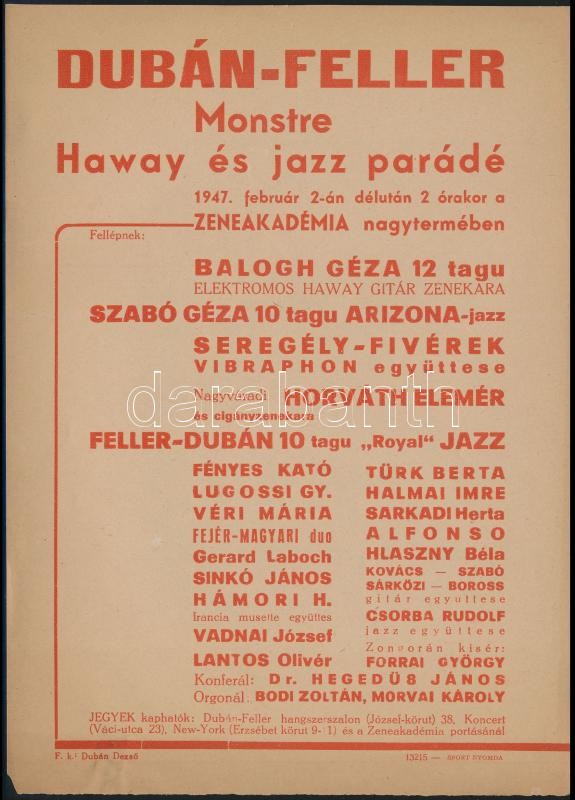 DUBÁN-FELLER
Monstre
Haway és jazz parádé
1947. február 2-án délután 2 órakor a
ZENEAKADÉMIA nagytermében
Fellépnek:
BALOGH GÉZA 12 tagu
ELEKTROMOS HAWAY GITÁR ZENEKARA
SZABÓ GÉZA 10 tagu ARIZONA-jazz
SEREGÉLY-FIVÉREK
VIBRAPHON együttese
Nagyváradi HORVÁTH ELEMÉR
és cigányzenekara
darabanth
FELLER-DUBÁN 10 tagu „Royal" JAZZ
FÉNYES KATÓ
LUGOSSI GY.
VÉRI MÁRIA
FEJÉR-MAGYARI duo
Gerard Laboch
SINKÓ JÁNOS
HÁMORI H.
francia musette együttes
VADNAI József
LANTOS Olivér
TÜRK BERTA
HALMAI IMRE
SARKADI Herta
ALFONSO
HLASZNY Béla
KOVÁCS — SZABÓ
SÁRKÖZI — BOROSS
gitár együttese
CSORBA RUDOLF
jazz együttese
Zongorán kisér:
FORRAI GYÖRGY
Konferál: Dr. HEGEDŰS JÁNOS
Orgonál: BODI ZOLTÁN, MORVAI KÁROLY
JEGYEK kaphatók: Dubán-Feller hangszerszalon (József-körut) 38, Koncert
(Váci-utca 23), New-York (Erzsébet körut 9-11) és a Zeneakadémia portásánál
F. k.: Dubán Dezső
13215 — SPORT NYOMDA